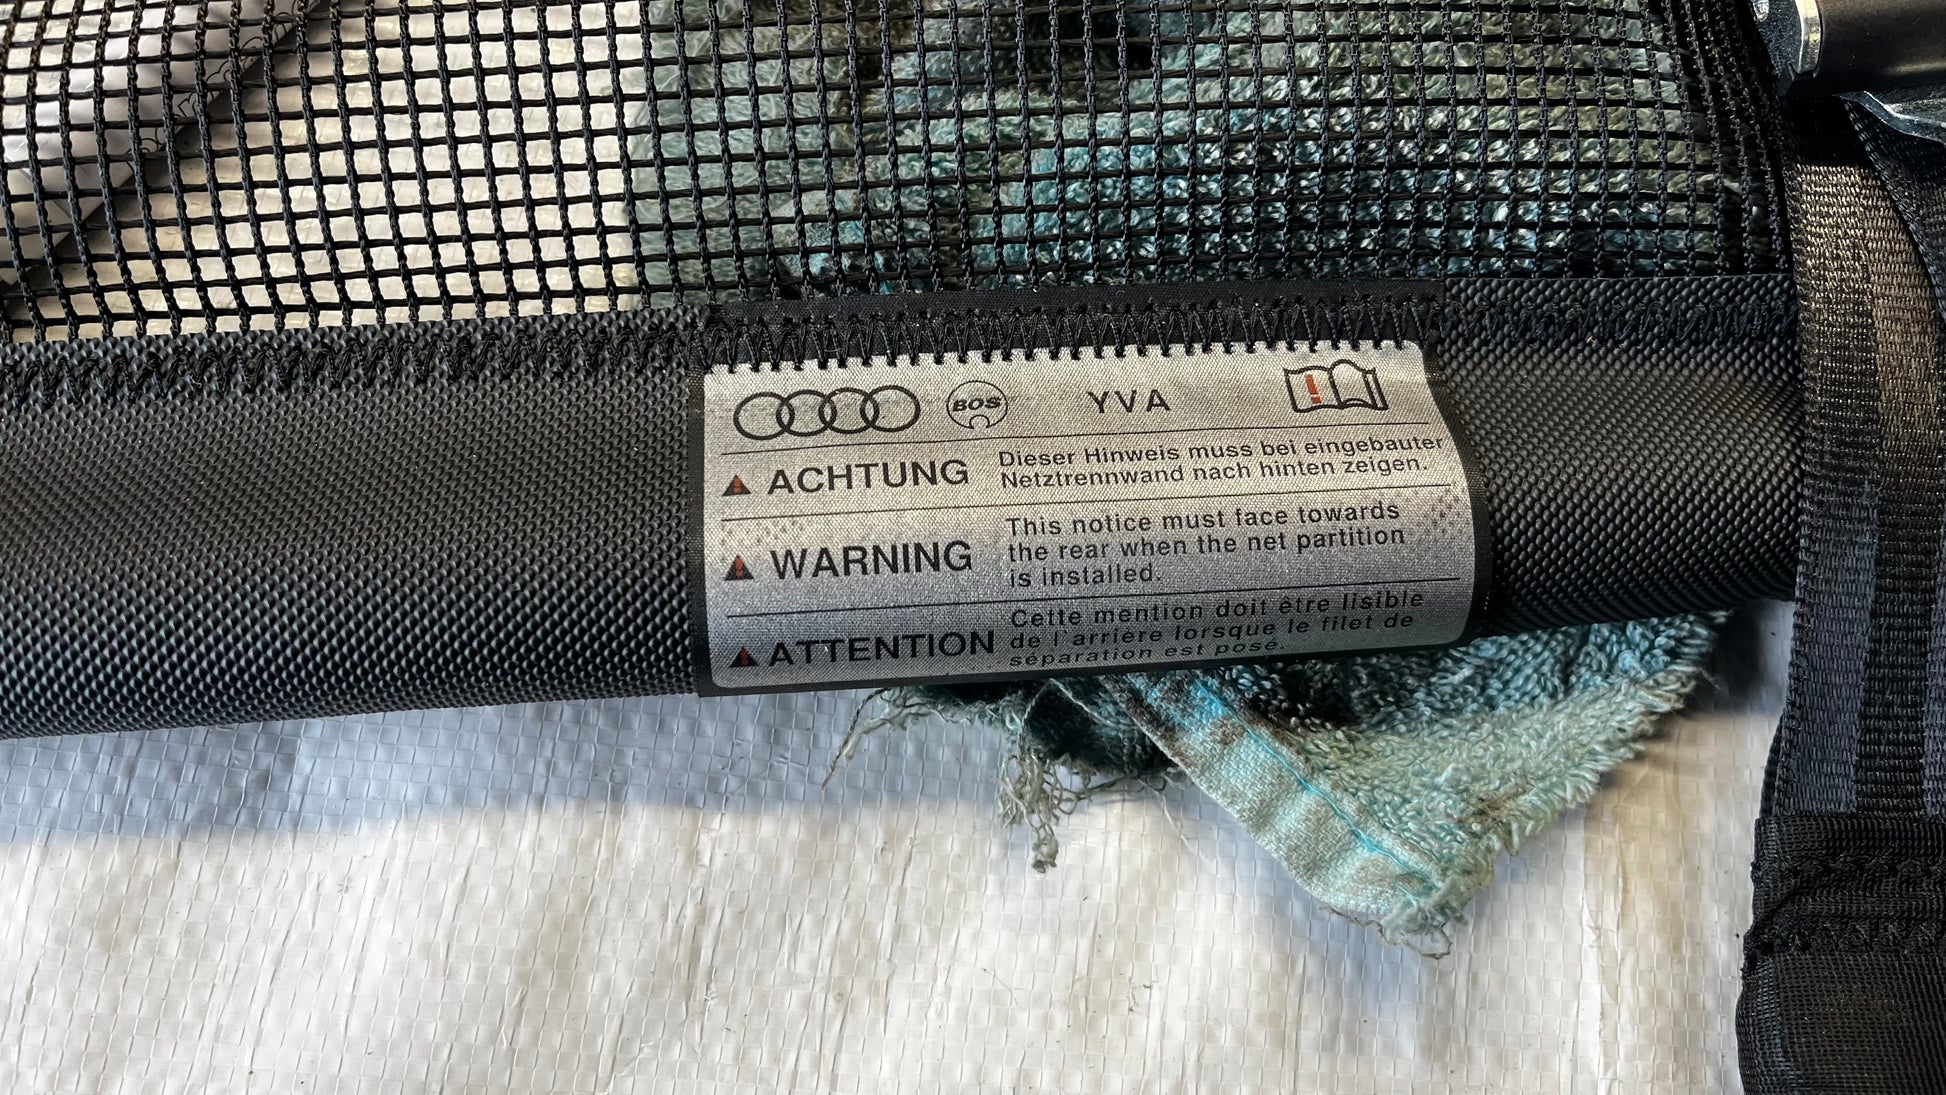 BOS YVA
ACHTUNG Dieser Hinweis muss bei eingebauter
Netztrennwand nach hinten zeigen.
WARNING This notice must face towards
the rear when the net partition
is installed.
ATTENTION Cette mention doit être lisible
de l'arrière lorsque le filet de
séparation est posé.